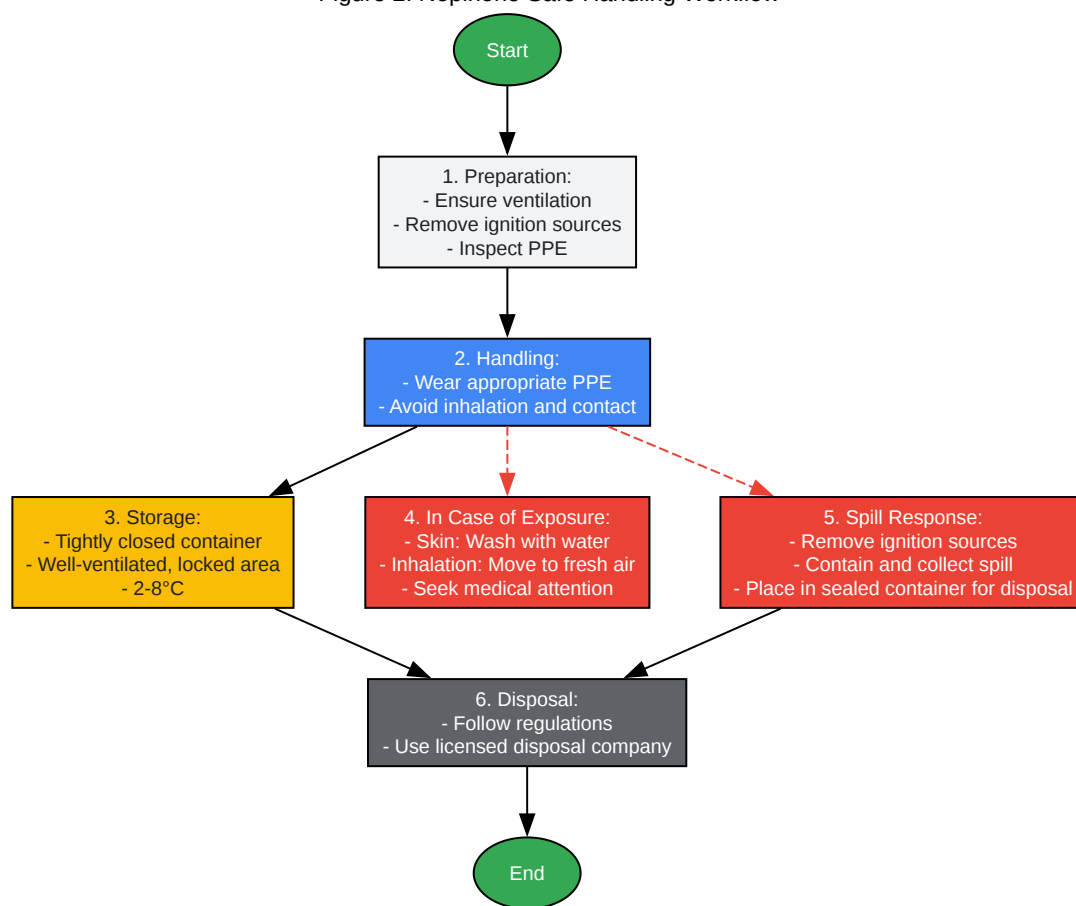 Start
1. Preparation:
- Ensure ventilation
- Remove ignition sources
- Inspect PPE
2. Handling:
- Wear appropriate PPE
- Avoid inhalation and contact
3. Storage:
- Tightly closed container
- Well-ventilated, locked area
- 2-8°C
4. In Case of Exposure:
- Skin: Wash with water
- Inhalation: Move to fresh air
- Seek medical attention
5. Spill Response:
- Remove ignition sources
- Contain and collect spill
- Place in sealed container for disposal
6. Disposal:
- Follow regulations
- Use licensed disposal company
End